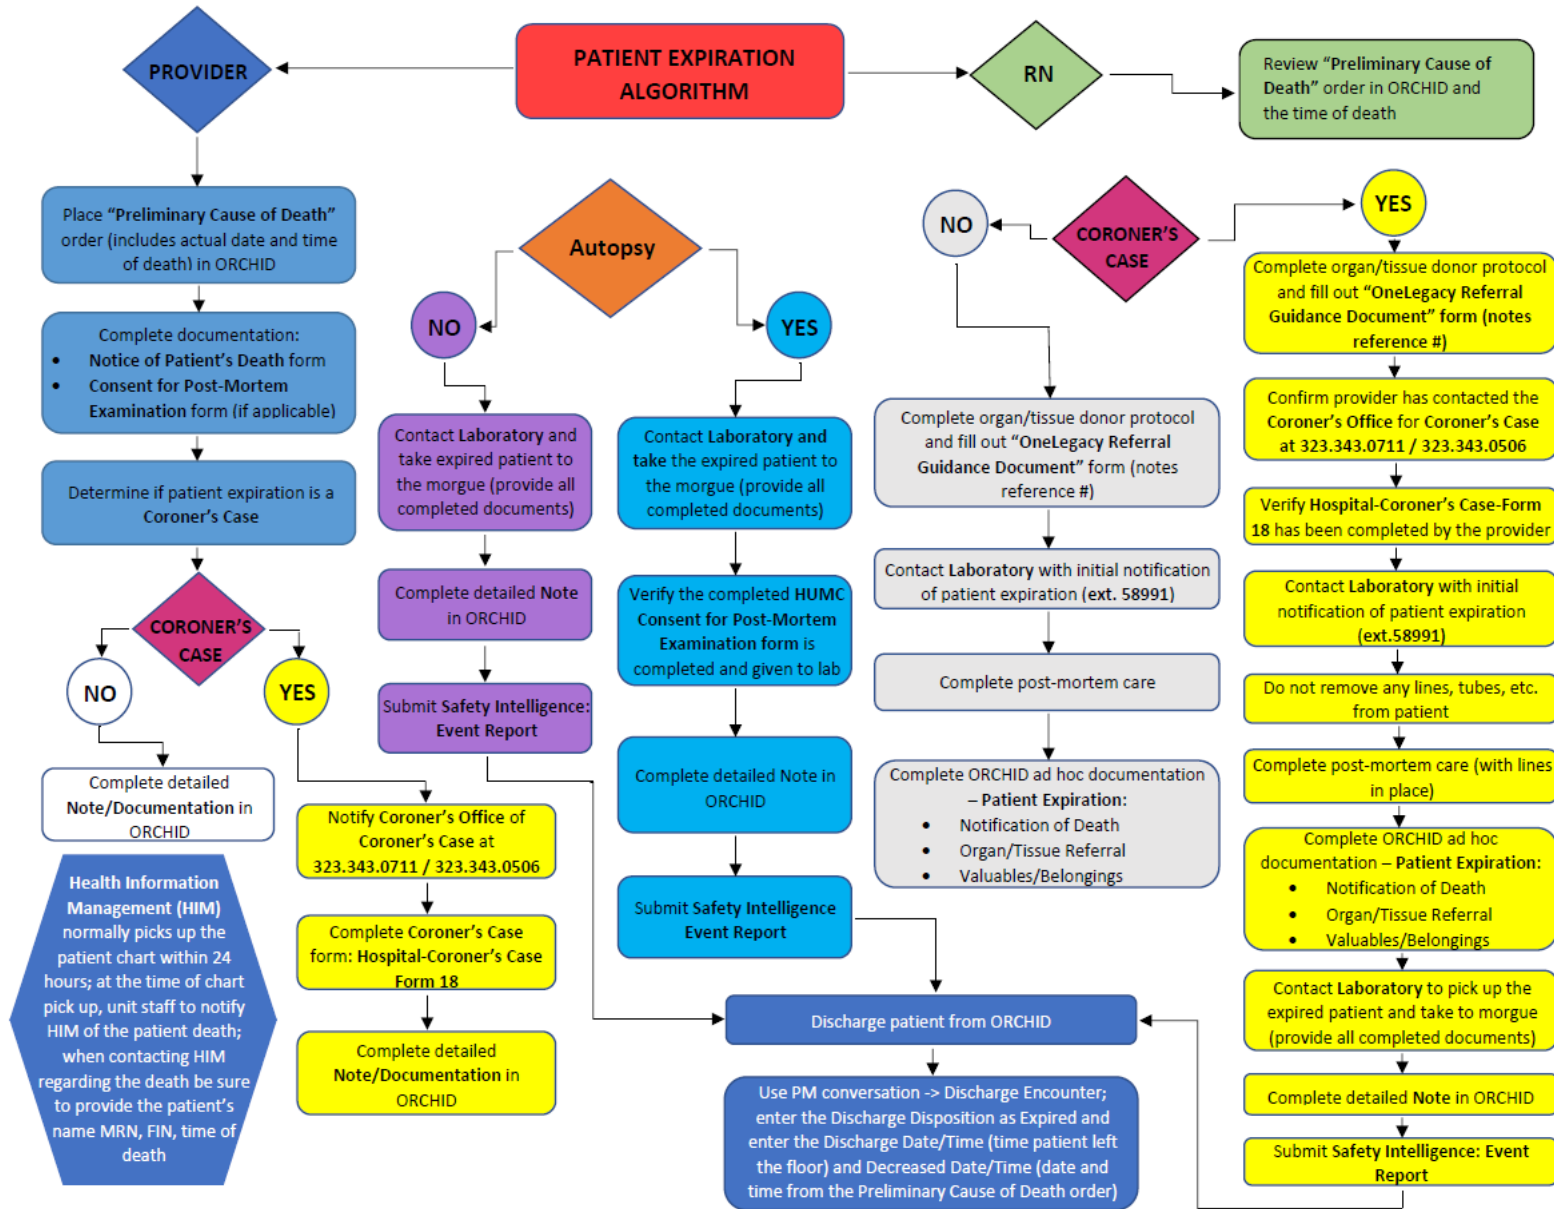 PATIENT EXPIRATION
ALGORITHM
PROVIDER
RN
Review “Preliminary Cause of
Death” order in ORCHID and
the time of death
Place “Preliminary Cause of Death”
order (includes actual date and time
of death) in ORCHID
Complete documentation:
• Notice of Patient’s Death form
• Consent for Post-Mortem
Examination form (if applicable)
Determine if patient expiration is a
Coroner’s Case
CORONER’S
CASE
NO
YES
Complete detailed
Note/Documentation in
ORCHID
Notify Coroner’s Office of
Coroner’s Case at
323.343.0711 / 323.343.0506
Complete Coroner’s Case
form: Hospital-Coroner’s Case
Form 18
Complete detailed
Note/Documentation in
ORCHID
Health Information
Management (HIM)
normally picks up the
patient chart within 24
hours; at the time of chart
pick up, unit staff to notify
HIM of the patient death;
when contacting HIM
regarding the death be sure
to provide the patient’s
name MRN, FIN, time of
death
Autopsy
NO
YES
Contact Laboratory and
take expired patient to
the morgue (provide all
completed documents)
Complete detailed Note
in ORCHID
Submit Safety Intelligence:
Event Report
Contact Laboratory and
take the expired patient to
the morgue (provide all
completed documents)
Verify the completed HUMC
Consent for Post-Mortem
Examination form is
completed and given to lab
Complete detailed Note in
ORCHID
Submit Safety Intelligence
Event Report
CORONER’S
CASE
NO
YES
Complete organ/tissue donor protocol
and fill out “OneLegacy Referral
Guidance Document” form (notes
reference #)
Contact Laboratory with initial notification
of patient expiration (ext. 58991)
Complete post-mortem care
Complete ORCHID ad hoc documentation
– Patient Expiration:
• Notification of Death
• Organ/Tissue Referral
• Valuables/Belongings
Complete organ/tissue donor protocol
and fill out “OneLegacy Referral
Guidance Document” form (notes
reference #)
Confirm provider has contacted the
Coroner’s Office for Coroner’s Case
at 323.343.0711 / 323.343.0506
Verify Hospital-Coroner’s Case-Form
18 has been completed by the provider
Contact Laboratory with initial
notification of patient expiration
(ext.58991)
Do not remove any lines, tubes, etc.
from patient
Complete post-mortem care (with lines
in place)
Complete ORCHID ad hoc
documentation – Patient Expiration:
• Notification of Death
• Organ/Tissue Referral
• Valuables/Belongings
Contact Laboratory to pick up the
expired patient and take to morgue
(provide all completed documents)
Complete detailed Note in ORCHID
Submit Safety Intelligence: Event
Report
Discharge patient from ORCHID
Use PM conversation -> Discharge Encounter;
enter the Discharge Disposition as Expired and
enter the Discharge Date/Time (time patient left
the floor) and Decreased Date/Time (date and
time from the Preliminary Cause of Death order)